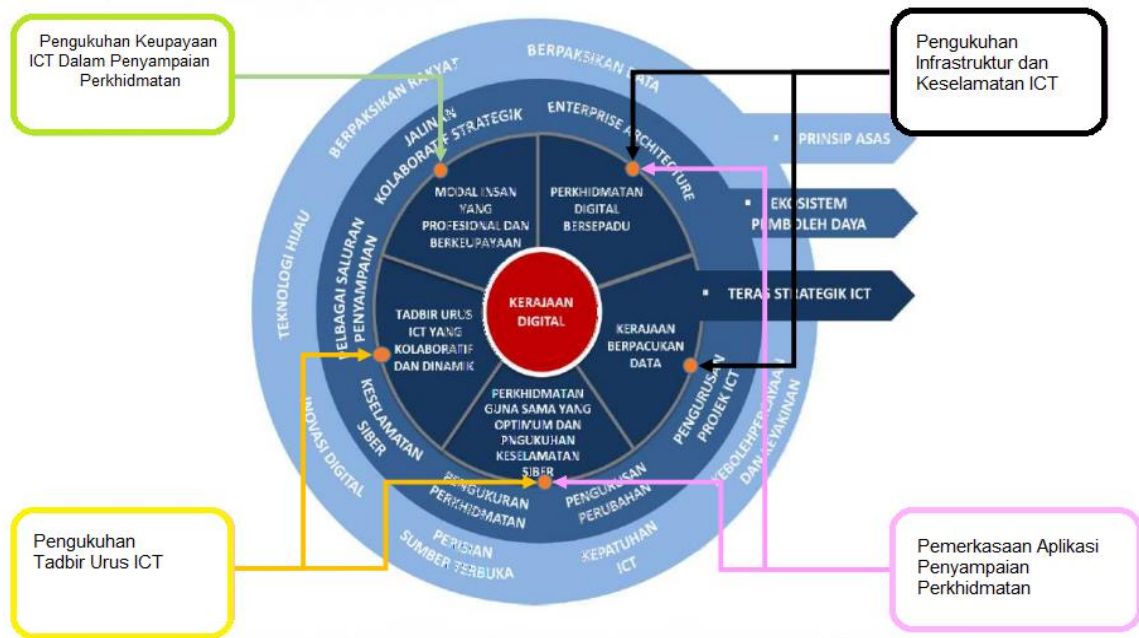 Pengukuhan Keupayaan
ICT Dalam Penyampaian
Perkhidmatan
Pengukuhan
Infrastruktur dan
Keselamatan ICT
BERPAKSIKAN RAKYAT
BERPAKSIKAN DATA
JALINAN
KOLABORATIF STRATEGIK
ENTERPRISE ARCHITECTURE
PRINSIP ASAS
EKOSISTEM
PEMBOLEH DAYA
TERAS STRATEGIK ICT
MODAL INSAN
YANG
PROFESIONAL DAN
BERKEUPAYAAN
PERKHIDMATAN
DIGITAL
BERSEPADU
TEKNOLOGI HIJAU
PELBAGAI SALURAN
PENYAMPAIAN
KERAJAAN
DIGITAL
TADBIR URUS
ICT YANG
KOLABORATIF
DAN DINAMIK
KERAJAAN
BERPACUKAN
DATA
PERKHIDMATAN
GUNA SAMA YANG
OPTIMUM DAN
PNGUKUHAN
KESELAMATAN
SIBER
KESELAMATAN
SIBER
PENGUKURAN
PERKHIDMATAN
PENGURUSAN
PERUBAHAN
PENGURUSAN
PROJEK ICT
INOVASI DIGITAL
PERISIAN
SUMBER TERBUKA
KEPATUHAN
ICT
KEBOLEHPERCAYAAN
DAN KEYAKINAN
Pengukuhan
Tadbir Urus ICT
Pemerkasaan Aplikasi
Penyampaian
Perkhidmatan